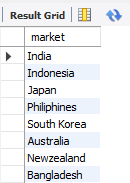 Result Grid
market
India
Indonesia
Japan
Philiphines
South Korea
Australia
Newzealand
Bangladesh